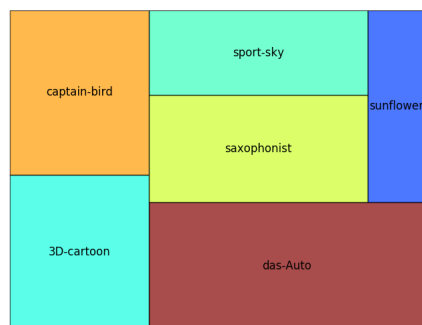 captain-bird
sport-sky
sunflower
saxophonist
3D-cartoon
das-Auto